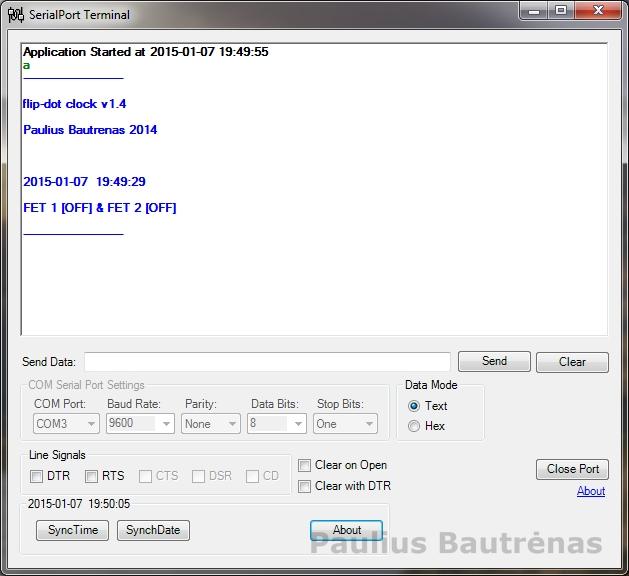 SerialPort Terminal
Application Started at 2015-01-07 19:49:55
a
flip-dot clock v1.4
Paulius Bautrenas 2014
2015-01-07 19:49:29
FET 1 [OFF] & FET 2 [OFF]
Send Data:
Send
Clear
COM Serial Port Settings
Data Mode
COM Port: Baud Rate: Parity: Data Bits: Stop Bits:
COM3 9600 None 8 One
Text
Hex
Line Signals
DTR RTS CTS DSR CD
Clear on Open
Clear with DTR
Close Port
About
2015-01-07 19:50:05
SyncTime SynchDate About
Paulius Bautrėnas